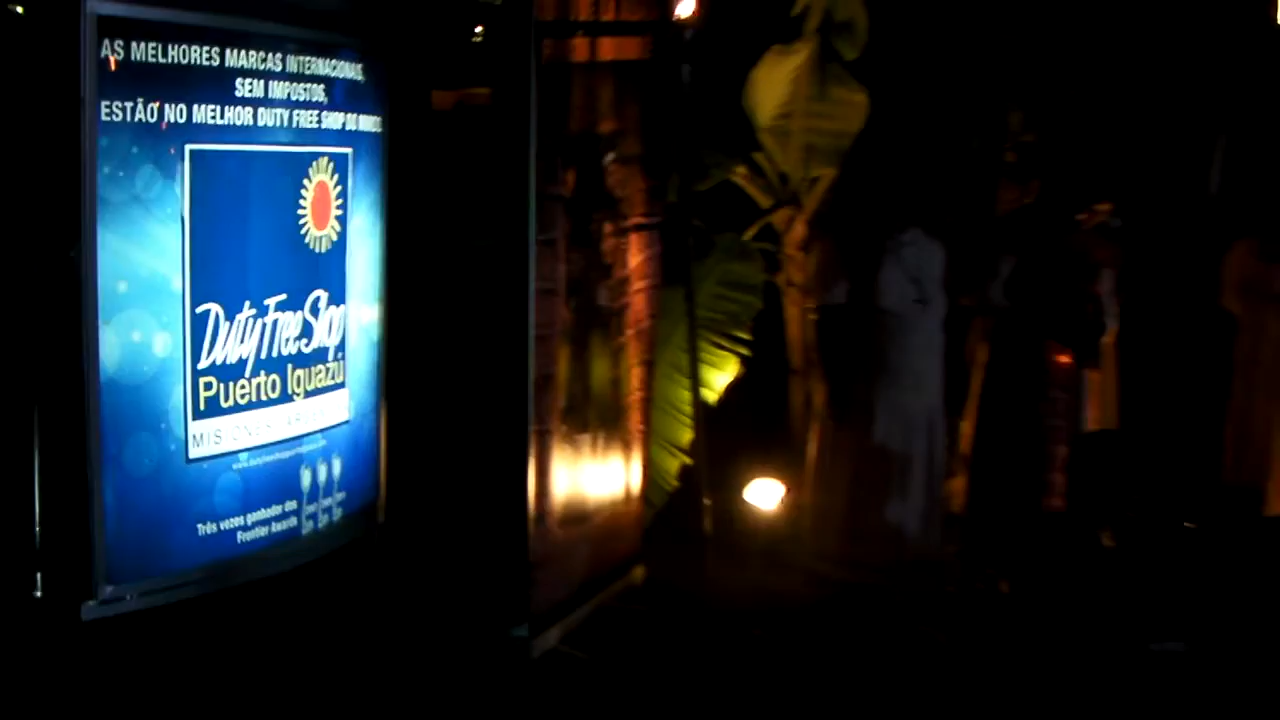 AS MELHORES MARCAS INTERNACIONAIS,
SEM IMPOSTOS,
ESTÃO NO MELHOR DUTY FREE SHOP DO MUNDO
Duty Free Shop
Puerto Iguazú
MISIONES
Três vezes ganhador dos
Frontier Awards